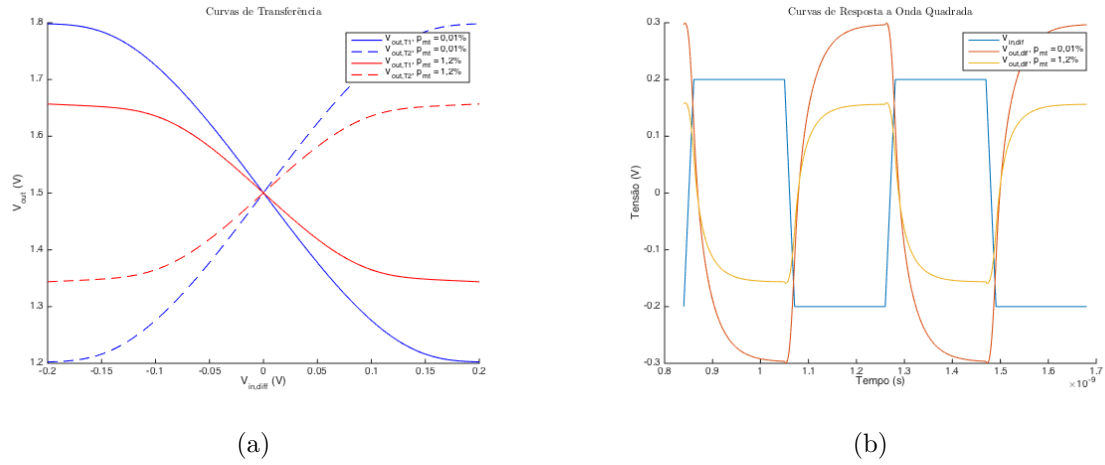 Curvas de Transferência
V_out (V)
1.8
1.7
1.6
1.5
1.4
1.3
1.2
-0.2
-0.15
-0.1
-0.05
0
0.05
0.1
0.15
0.2
V_in,diff (V)
V_out,T1, p_mt = 0,01%
V_out,T2, p_mt = 0,01%
V_out,T1, p_mt = 1,2%
V_out,T2, p_mt = 1,2%
(a)
Curvas de Resposta a Onda Quadrada
Tensão (V)
0.3
0.2
0.1
0
-0.1
-0.2
-0.3
0.8
0.9
1
1.1
1.2
1.3
1.4
1.5
1.6
1.7
Tempo (s)
×10^-9
V_in,dif
V_out,dif, p_mt = 0,01%
V_out,dif, p_mt = 1,2%
(b)